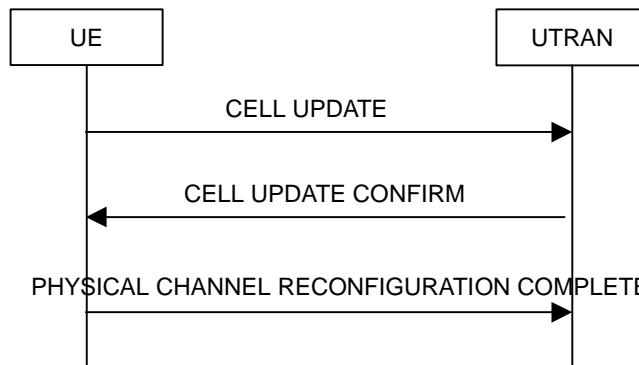 UE
UTRAN
CELL UPDATE
CELL UPDATE CONFIRM
PHYSICAL CHANNEL RECONFIGURATION COMPLETE